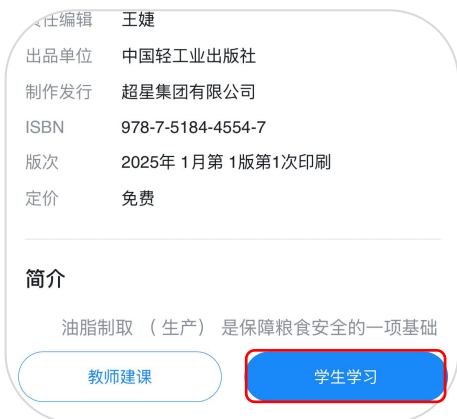 责任编辑 王婕
出品单位 中国轻工业出版社
制作发行 超星集团有限公司
ISBN 978-7-5184-4554-7
版次 2025年 1月第 1版第1次印刷
定价 免费
简介
油脂制取 （ 生产） 是保障粮食安全的一项基础
教师建课 学生学习